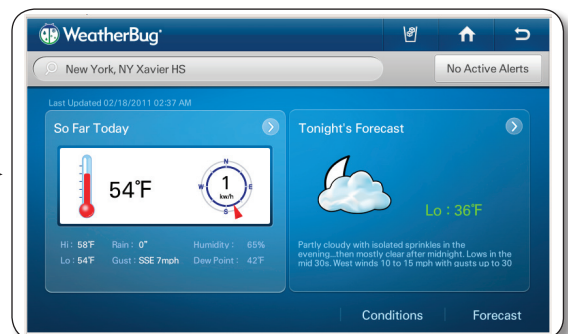 WeatherBug
New York, NY Xavier HS
No Active Alerts
Last Updated 02/18/2011 02:37 AM
So Far Today
54°F
N
W
E
S
1
km/h
Hi : 58°F Rain : 0" Humidity : 65%
Lo : 54°F Gust : SSE 7mph Dew Point : 42°F
Tonight's Forecast
Lo : 36°F
Partly cloudy with isolated sprinkles in the
evening...then mostly clear after midnight. Lows in the
mid 30s. West winds 10 to 15 mph with gusts up to 30
Conditions
Forecast